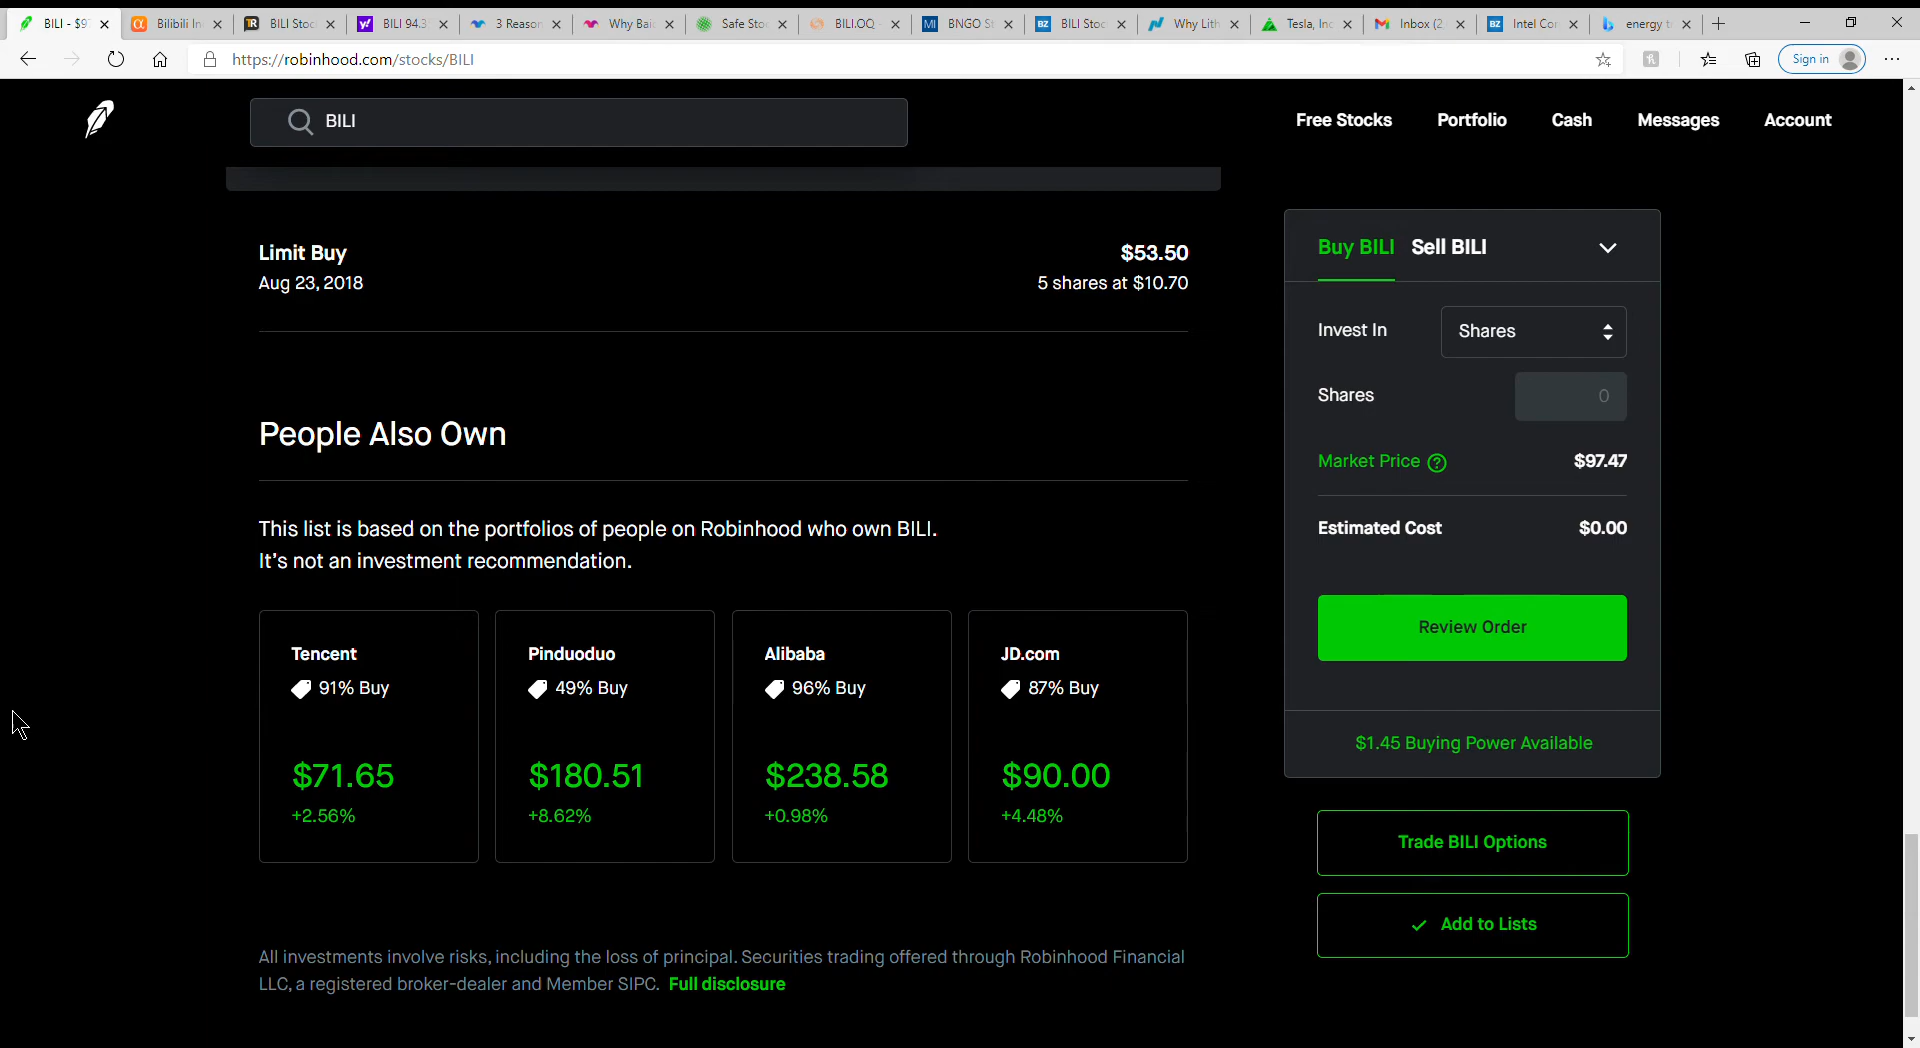 BILI - $9
Bilibili In
BILI Stoc
BILI 94.3
3 Reason
Why Bai
Safe Sto
BILI.OQ
BNGO S
BILI Stoc
Why Lith
Tesla, Inc
Inbox (2
Intel Cor
energy t
https://robinhood.com/stocks/BILI
Sign in
BILI
Free Stocks
Portfolio
Cash
Messages
Account
Limit Buy
$53.50
Aug 23, 2018
5 shares at $10.70
People Also Own
This list is based on the portfolios of people on Robinhood who own BILI.
It's not an investment recommendation.
Tencent
91% Buy
$71.65
+2.56%
Pinduoduo
49% Buy
$180.51
+8.62%
Alibaba
96% Buy
$238.58
+0.98%
JD.com
87% Buy
$90.00
+4.48%
All investments involve risks, including the loss of principal. Securities trading offered through Robinhood Financial
LLC, a registered broker-dealer and Member SIPC. Full disclosure
Buy BILI
Sell BILI
Invest In
Shares
Shares
0
Market Price ?
$97.47
Estimated Cost
$0.00
Review Order
$1.45 Buying Power Available
Trade BILI Options
Add to Lists